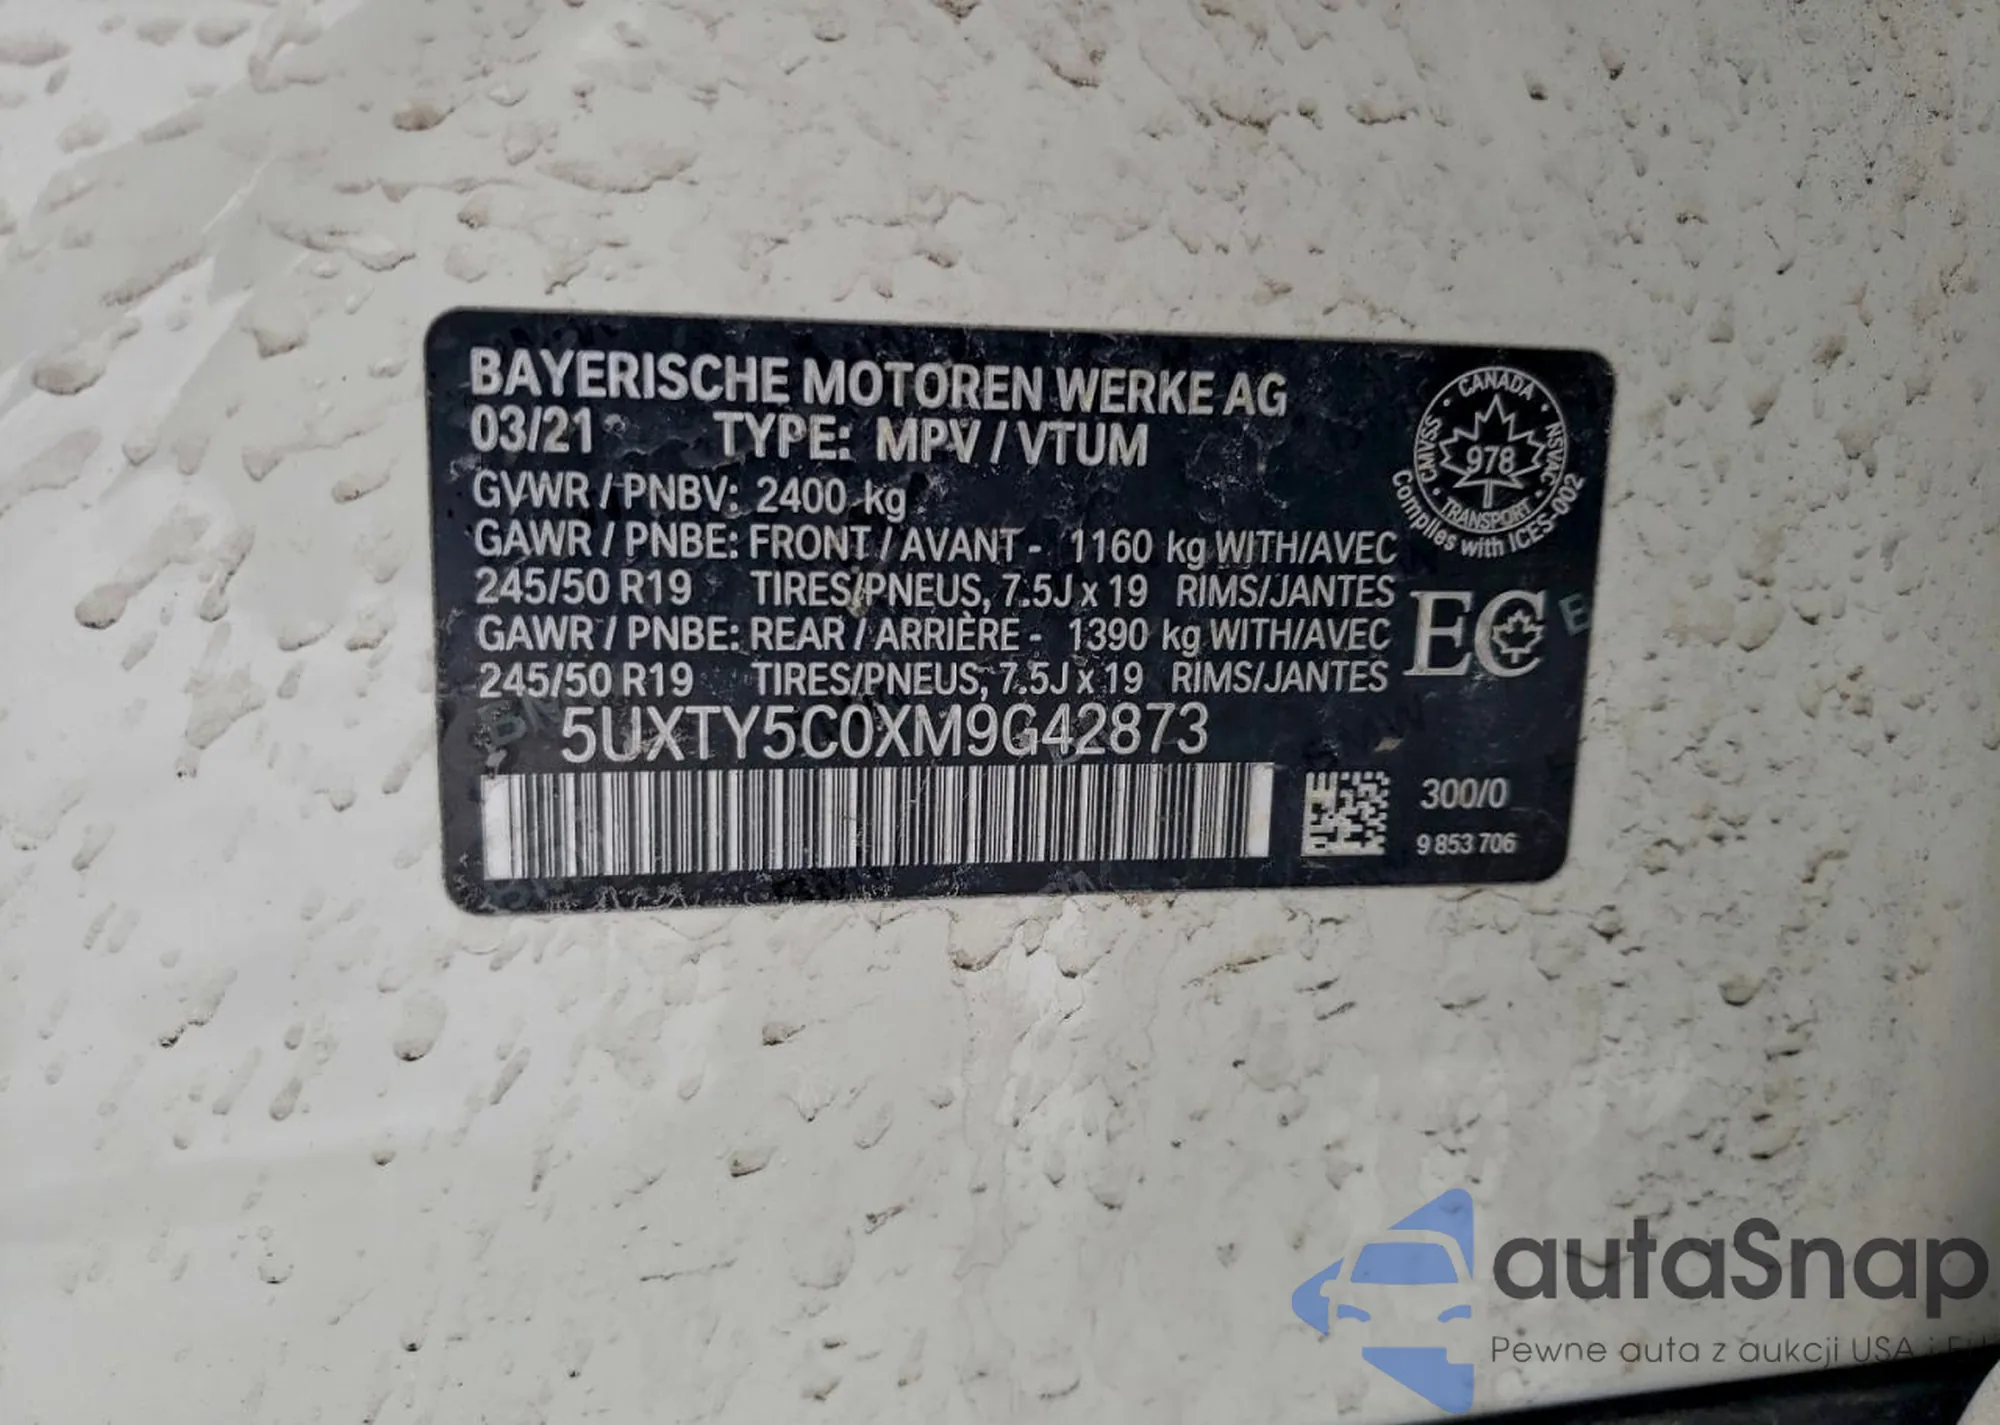 BAYERISCHE MOTOREN WERKE AG
03/21 TYPE: MPV / VTUM
GVWR / PNBV: 2400 kg
GAWR / PNBE: FRONT / AVANT - 1160 kg WITH/AVEC
245/50 R19 TIRES/PNEUS, 7.5J x 19 RIMS/JANTES
GAWR / PNBE: REAR / ARRIÈRE - 1390 kg WITH/AVEC
245/50 R19 TIRES/PNEUS, 7.5J x 19 RIMS/JANTES
5UXTY5C0XM9G42873
CANADA
CMVSS
NSVAC
978
TRANSPORT
Complies with ICES-002
EC
300/0
9 853 706
autaSnap
Pewne auta z aukcji USA i EU